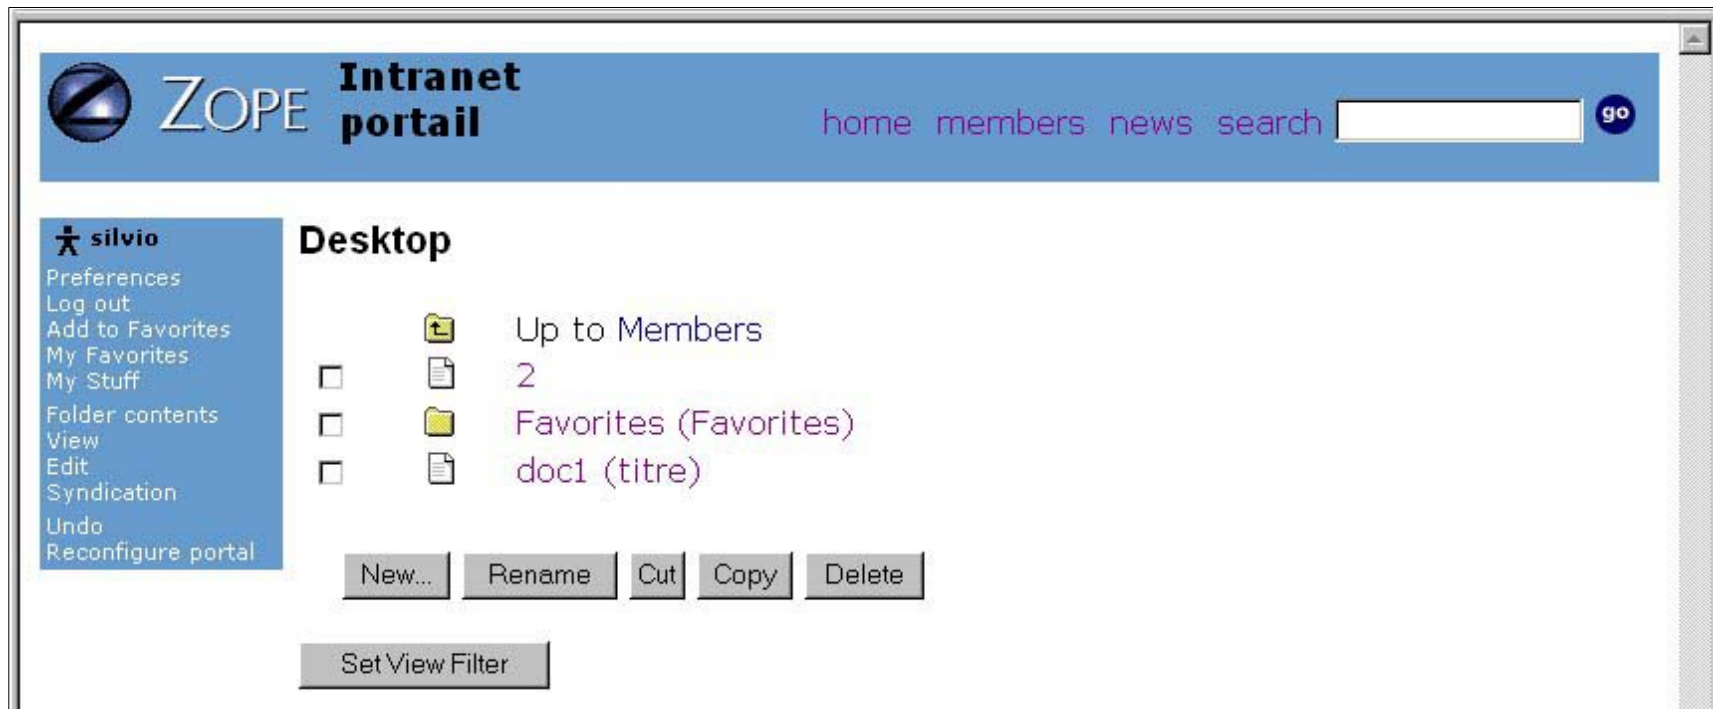 ZOPE
Intranet
portail
home members news search
go
silvio
Preferences
Log out
Add to Favorites
My Favorites
My Stuff
Folder contents
View
Edit
Syndication
Undo
Reconfigure portal
Desktop
Up to Members
2
Favorites (Favorites)
doc1 (titre)
New... Rename Cut Copy Delete
Set View Filter